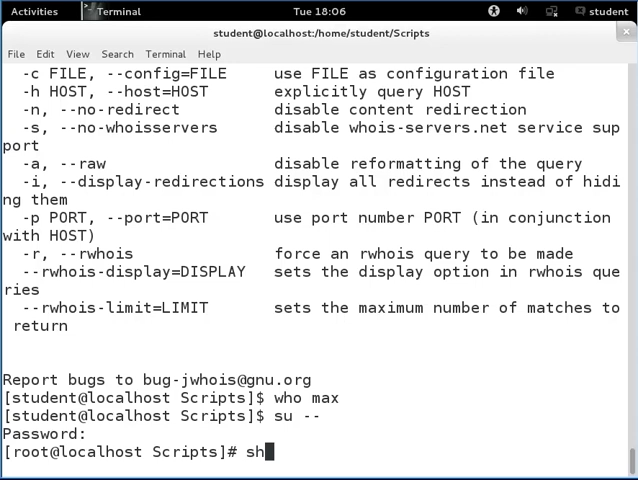 Activities
Terminal
Tue 18:06
student
student@localhost:/home/student/Scripts
File Edit View Search Terminal Help
-c FILE, --config=FILE use FILE as configuration file
-h HOST, --host=HOST explicitly query HOST
-n, --no-redirect disable content redirection
-s, --no-whoisservers disable whois-servers.net service sup
port
-a, --raw disable reformatting of the query
-i, --display-redirections display all redirects instead of hidi
ng them
-p PORT, --port=PORT use port number PORT (in conjunction
with HOST)
-r, --rwhois force an rwhois query to be made
--rwhois-display=DISPLAY sets the display option in rwhois que
ries
--rwhois-limit=LIMIT sets the maximum number of matches to
return
Report bugs to bug-jwhois@gnu.org
[student@localhost Scripts]$ who max
[student@localhost Scripts]$ su --
Password:
[root@localhost Scripts]# sh